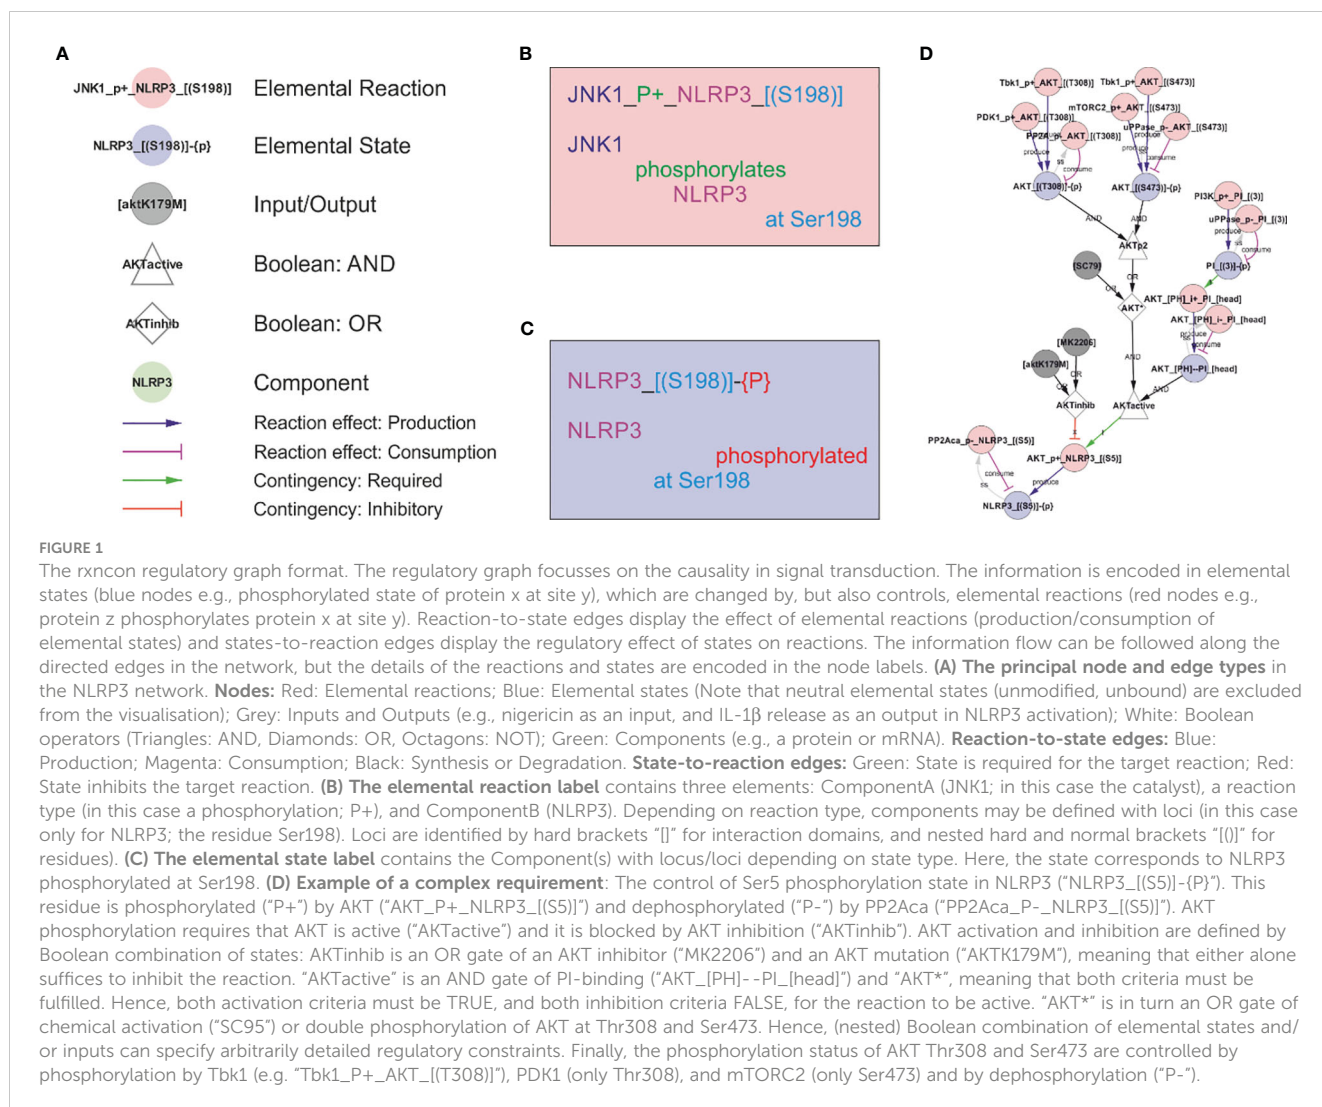 A
JNK1_p+_NLRP3_[(S198)]
Elemental Reaction
NLRP3_[(S198)]-{p}
Elemental State
[aktK179M]
Input/Output
AKTactive
Boolean: AND
AKTinhib
Boolean: OR
NLRP3
Component
Reaction effect: Production
Reaction effect: Consumption
Contingency: Required
Contingency: Inhibitory
B
JNK1_P+_NLRP3_[(S198)]
JNK1
phosphorylates
NLRP3
at Ser198
C
NLRP3_[(S198)]-{P}
NLRP3
phosphorylated
at Ser198
D
Tbk1_p+_AKT_[(T308)]
Tbk1_p+_AKT_[(S473)]
mTORC2_p+_AKT_[(S473)]
PDK1_p+_AKT_[(T308)]
uPPase_p-_AKT_[(S473)]
PP2A_p-_AKT_[(T308)]
produce
produce
produce
ss
ss
consume
consume
AKT_[(T308)]-{p}
AKT_[(S473)]-{p}
PI3K_p+_PI_[(3)]
uPPase_p-_PI_[(3)]
produce
ss
consume
AND
AND
AKTp2
PI_[(3)]-{p}
[SC79]
OR
OR
AKT*
AKT_[PH]_i+_PI_[head]
AKT_[PH]_i-_PI_[head]
produce
consume
[MK2206]
[aktK179M]
OR
OR
AND
AKT_[PH]--PI_[head]
AND
AKTinhib
AKTactive
PP2Aca_p-_NLRP3_[(S5)]
AKT_p+_NLRP3_[(S5)]
consume
produce
ss
NLRP3_[(S5)]-{p}
FIGURE 1
The rxncon regulatory graph format. The regulatory graph focusses on the causality in signal transduction. The information is encoded in elemental
states (blue nodes e.g., phosphorylated state of protein x at site y), which are changed by, but also controls, elemental reactions (red nodes e.g.,
protein z phosphorylates protein x at site y). Reaction-to-state edges display the effect of elemental reactions (production/consumption of
elemental states) and states-to-reaction edges display the regulatory effect of states on reactions. The information flow can be followed along the
directed edges in the network, but the details of the reactions and states are encoded in the node labels. (A) The principal node and edge types in
the NLRP3 network. Nodes: Red: Elemental reactions; Blue: Elemental states (Note that neutral elemental states (unmodified, unbound) are excluded
from the visualisation); Grey: Inputs and Outputs (e.g., nigericin as an input, and IL-1β release as an output in NLRP3 activation); White: Boolean
operators (Triangles: AND, Diamonds: OR, Octagons: NOT); Green: Components (e.g., a protein or mRNA). Reaction-to-state edges: Blue:
Production; Magenta: Consumption; Black: Synthesis or Degradation. State-to-reaction edges: Green: State is required for the target reaction; Red:
State inhibits the target reaction. (B) The elemental reaction label contains three elements: ComponentA (JNK1; in this case the catalyst), a reaction
type (in this case a phosphorylation; P+), and ComponentB (NLRP3). Depending on reaction type, components may be defined with loci (in this case
only for NLRP3; the residue Ser198). Loci are identified by hard brackets “[]” for interaction domains, and nested hard and normal brackets “[()]” for
residues). (C) The elemental state label contains the Component(s) with locus/loci depending on state type. Here, the state corresponds to NLRP3
phosphorylated at Ser198. (D) Example of a complex requirement: The control of Ser5 phosphorylation state in NLRP3 (“NLRP3_[(S5)]-{P}”). This
residue is phosphorylated (“P+”) by AKT (“AKT_P+_NLRP3_[(S5)]”) and dephosphorylated (“P-”) by PP2Aca (“PP2Aca_P-_NLRP3_[(S5)]”). AKT
phosphorylation requires that AKT is active (“AKTactive”) and it is blocked by AKT inhibition (“AKTinhib”). AKT activation and inhibition are defined by
Boolean combination of states: AKTinhib is an OR gate of an AKT inhibitor (“MK2206”) and an AKT mutation (“AKTK179M”), meaning that either alone
suffices to inhibit the reaction. “AKTactive” is an AND gate of PI-binding (“AKT_[PH]--PI_[head]”) and “AKT*”, meaning that both criteria must be
fulfilled. Hence, both activation criteria must be TRUE, and both inhibition criteria FALSE, for the reaction to be active. “AKT*” is in turn an OR gate of
chemical activation (“SC95”) or double phosphorylation of AKT at Thr308 and Ser473. Hence, (nested) Boolean combination of elemental states and/
or inputs can specify arbitrarily detailed regulatory constraints. Finally, the phosphorylation status of AKT Thr308 and Ser473 are controlled by
phosphorylation by Tbk1 (e.g. “Tbk1_P+_AKT_[(T308)]”), PDK1 (only Thr308), and mTORC2 (only Ser473) and by dephosphorylation (“P-”).